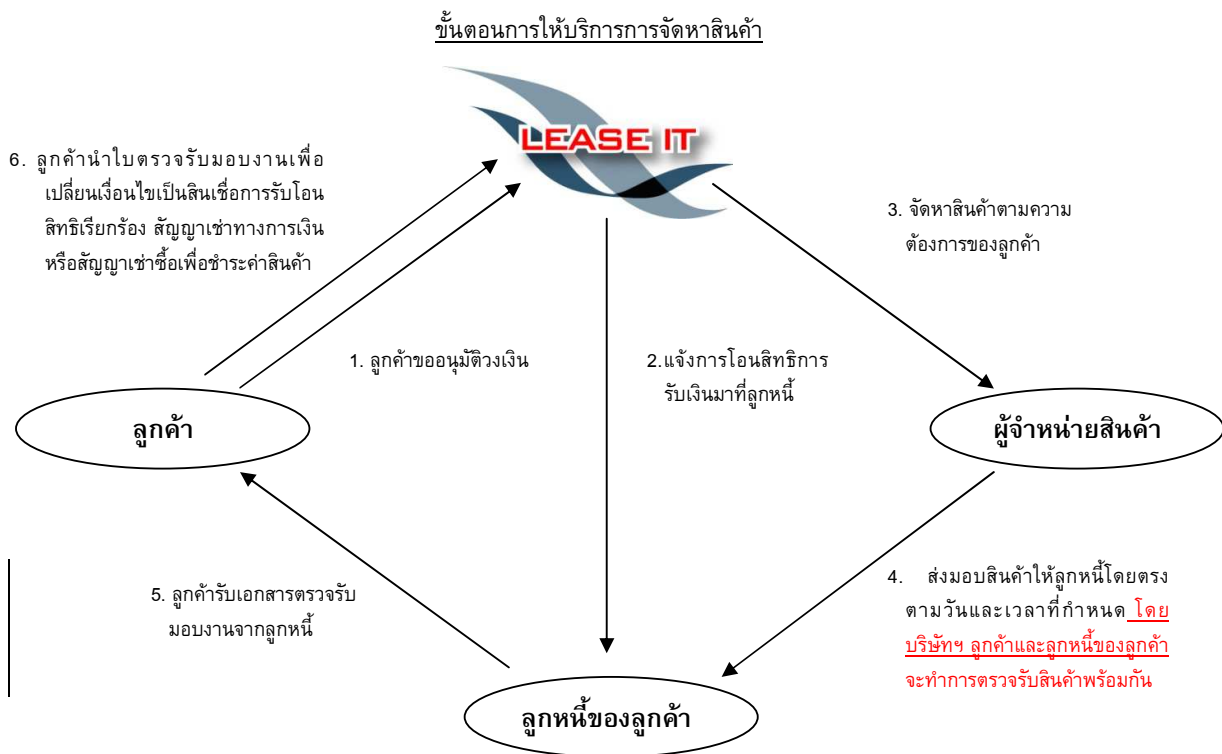 ขั้นตอนการให้บริการการจัดหาสินค้า
LEASE IT
6. ลูกค้านำใบตรวจรับมอบงานเพื่อ
เปลี่ยนเงื่อนไขเป็นสินเชื่อการรับโอน
สิทธิเรียกร้อง สัญญาเช่าทางการเงิน
หรือสัญญาเช่าซื้อเพื่อชำระค่าสินค้า
3. จัดหาสินค้าตามความ
ต้องการของลูกค้า
1. ลูกค้าขออนุมัติวงเงิน
2.แจ้งการโอนสิทธิการ
รับเงินมาที่ลูกหนี้
ลูกค้า
ผู้จำหน่ายสินค้า
5. ลูกค้ารับเอกสารตรวจรับ
มอบงานจากลูกหนี้
4. ส่งมอบสินค้าให้ลูกหนี้โดยตรง
ตามวันและเวลาที่กำหนด โดย
บริษัทฯ ลูกค้าและลูกหนี้ของลูกค้า
จะทำการตรวจรับสินค้าพร้อมกัน
ลูกหนี้ของลูกค้า